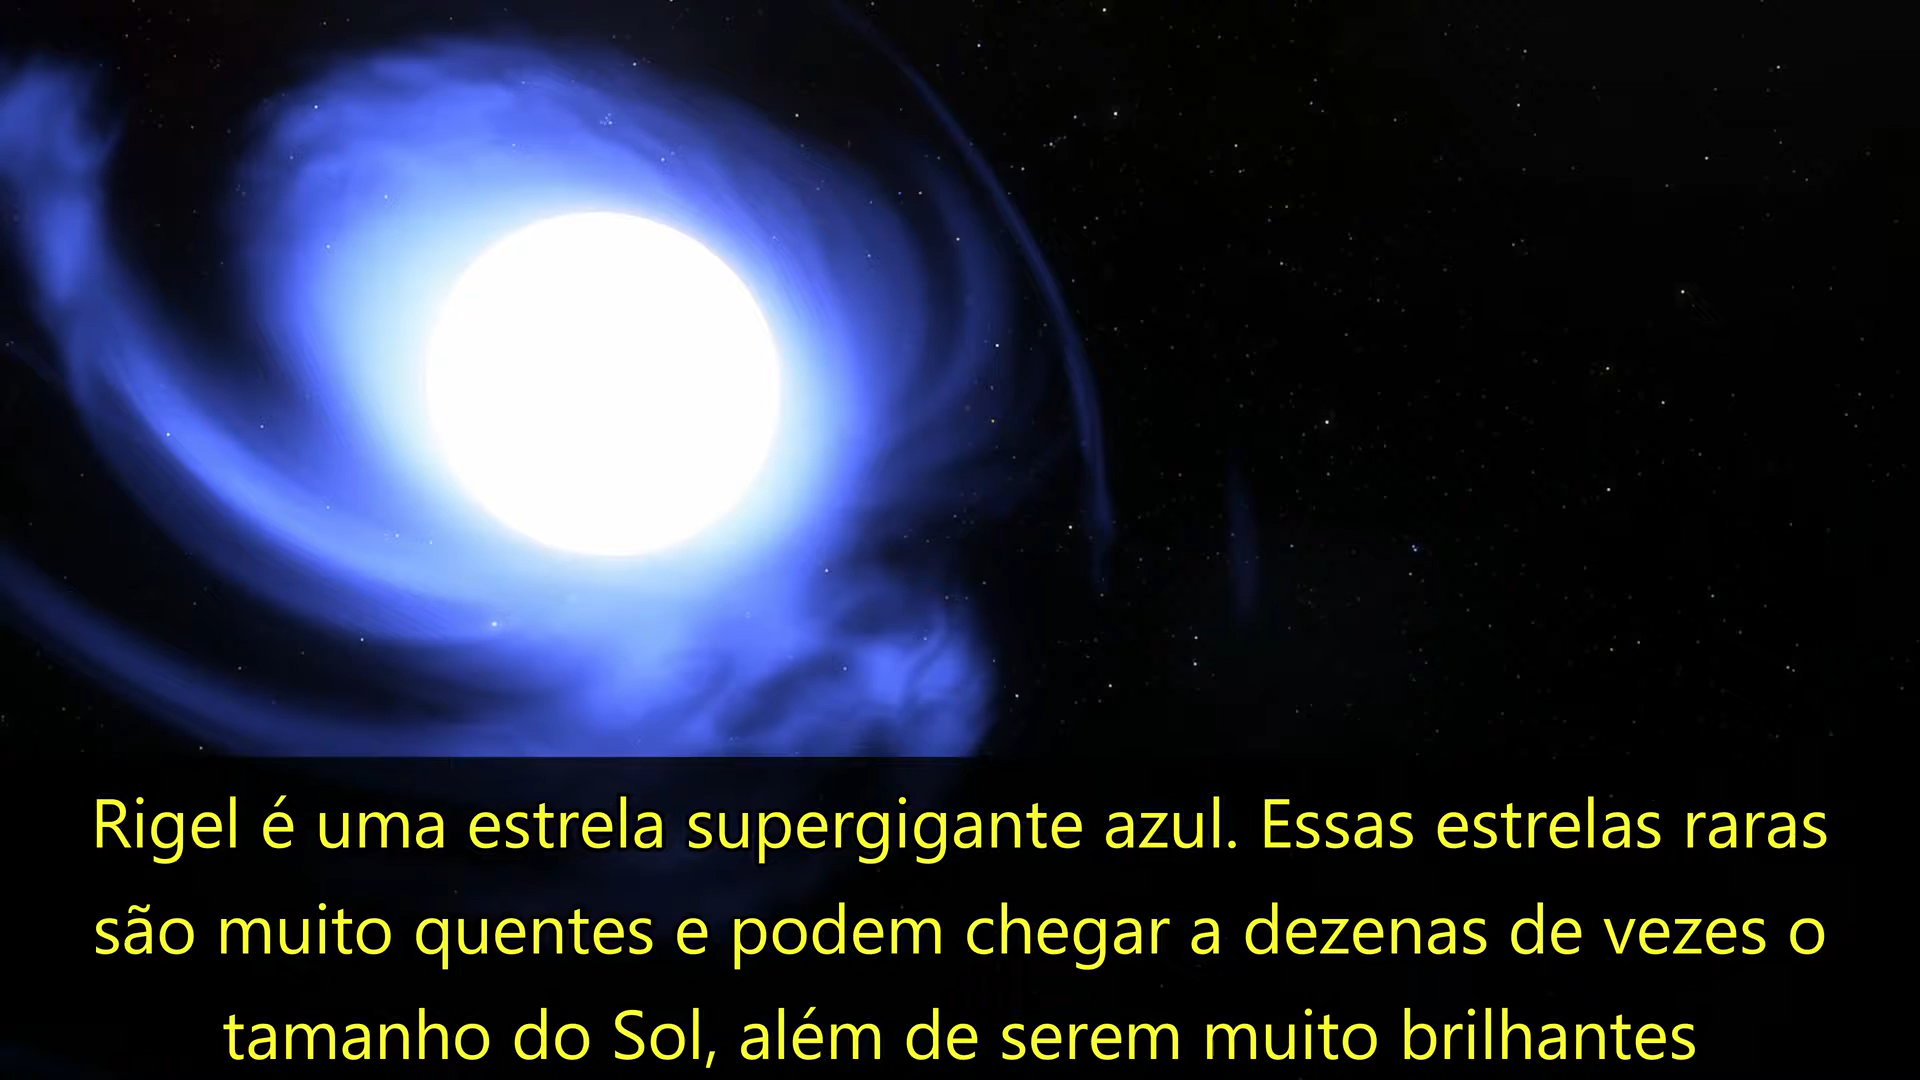 Rigel é uma estrela supergigante azul. Essas estrelas raras
são muito quentes e podem chegar a dezenas de vezes o
tamanho do Sol, além de serem muito brilhantes